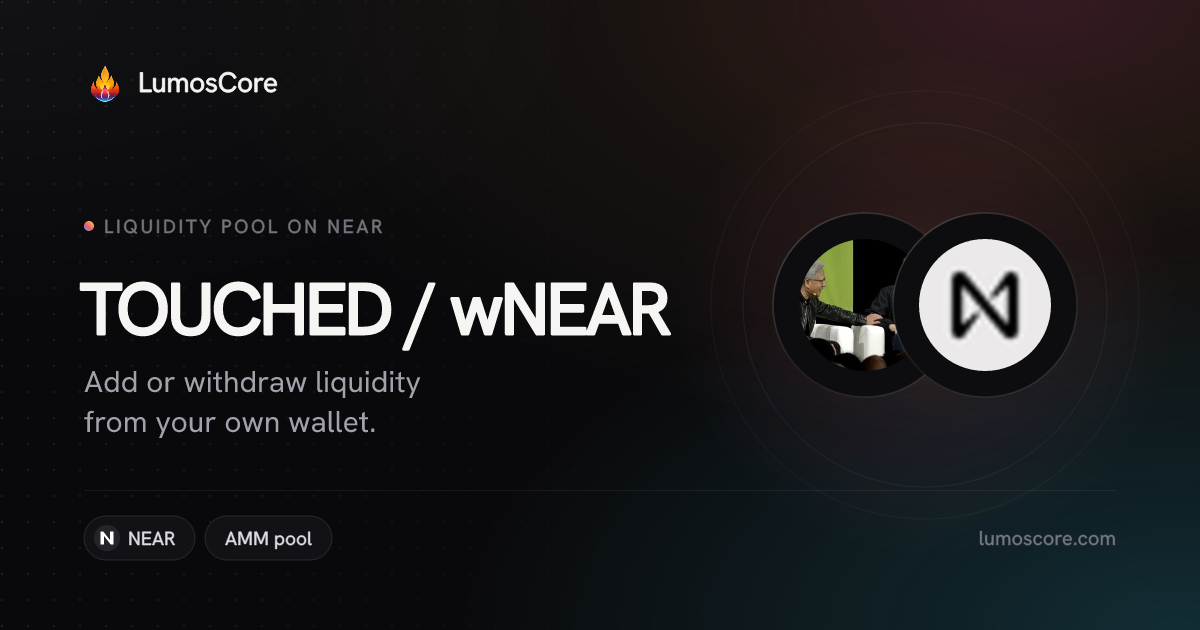 LumosCore
LIQUIDITY POOL ON NEAR
TOUCHED / wNEAR
Add or withdraw liquidity
from your own wallet.
NEAR
AMM pool
lumoscore.com